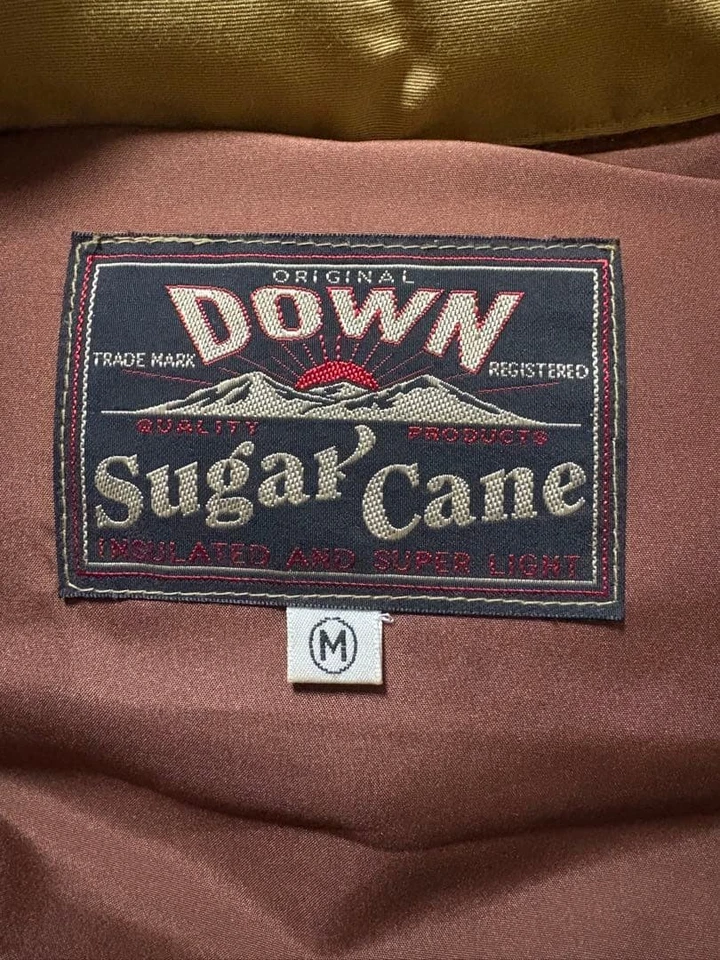 ORIGINAL
DOWN
TRADE MARK
REGISTERED
QUALITY PRODUCTS
Sugar Cane
INSULATED AND SUPER LIGHT
M